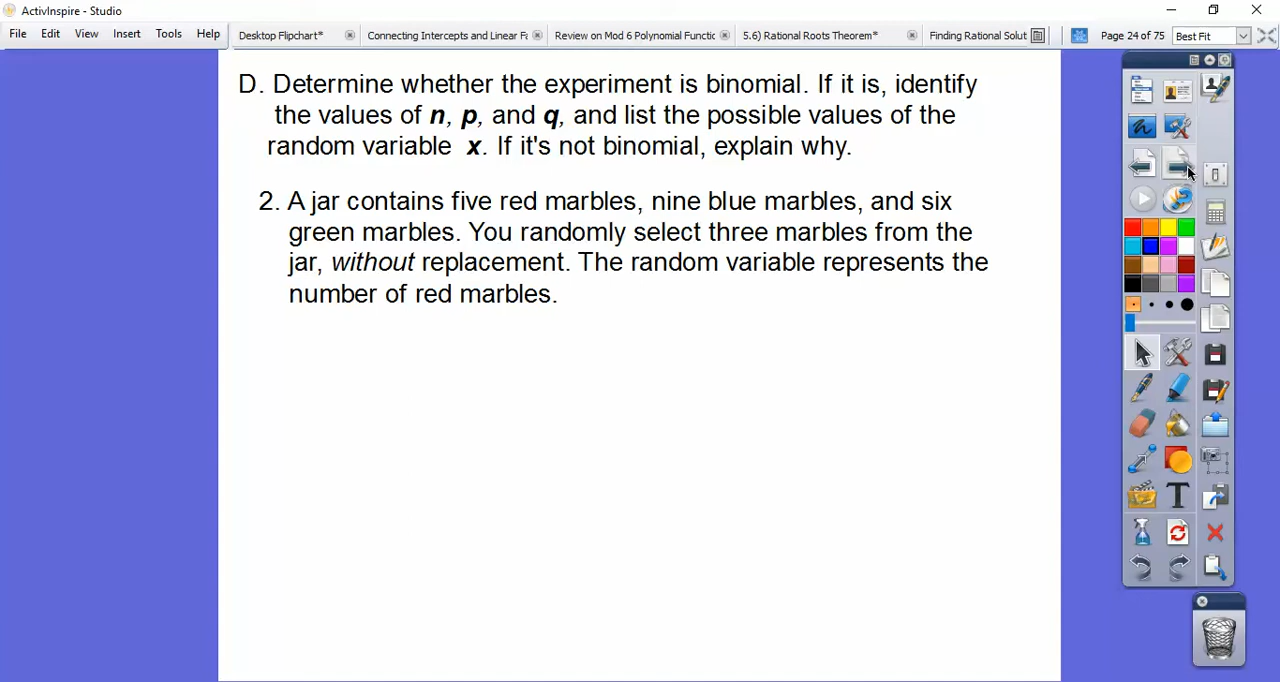 ActivInspire - Studio
File Edit View Insert Tools Help
Desktop Flipchart* Connecting Intercepts and Linear Fa Review on Mod 6 Polynomial Functic 5.6) Rational Roots Theorem* Finding Rational Solut Page 24 of 75 Best Fit
D. Determine whether the experiment is binomial. If it is, identify
the values of n, p, and q, and list the possible values of the
random variable x. If it's not binomial, explain why.
2. A jar contains five red marbles, nine blue marbles, and six
green marbles. You randomly select three marbles from the
jar, without replacement. The random variable represents the
number of red marbles.